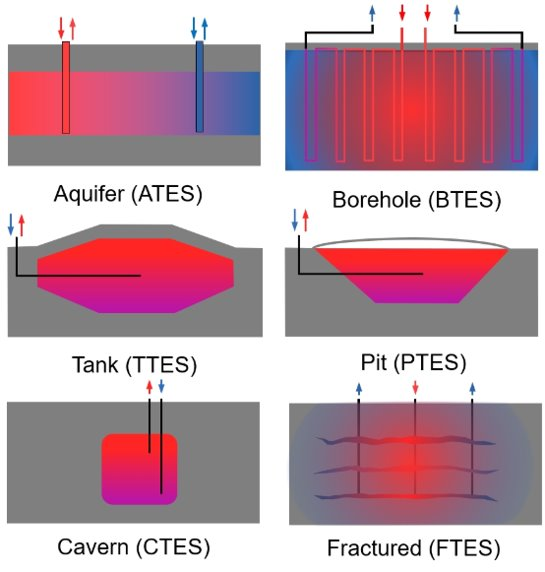 Aquifer (ATES)
Borehole (BTES)
Tank (TTES)
Pit (PTES)
Cavern (CTES)
Fractured (FTES)